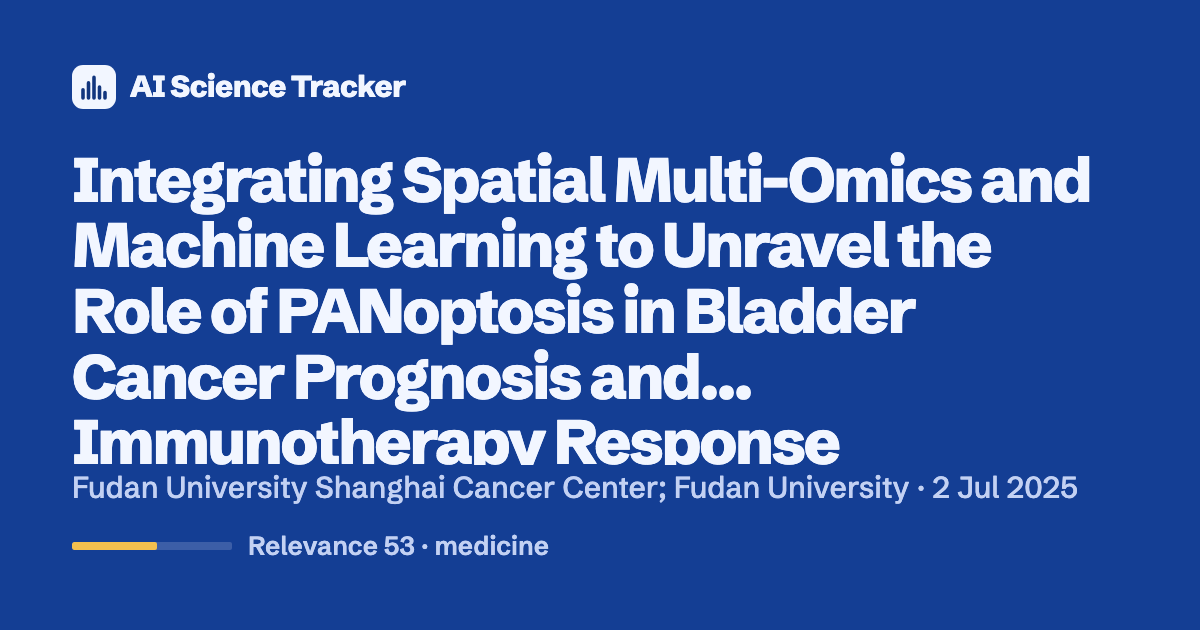 AI Science Tracker
Integrating Spatial Multi-Omics and
Machine Learning to Unravel the
Role of PANoptosis in Bladder
Cancer Prognosis and...
Immunotherapy Response
Fudan University Shanghai Cancer Center; Fudan University · 2 Jul 2025
Relevance 53 · medicine